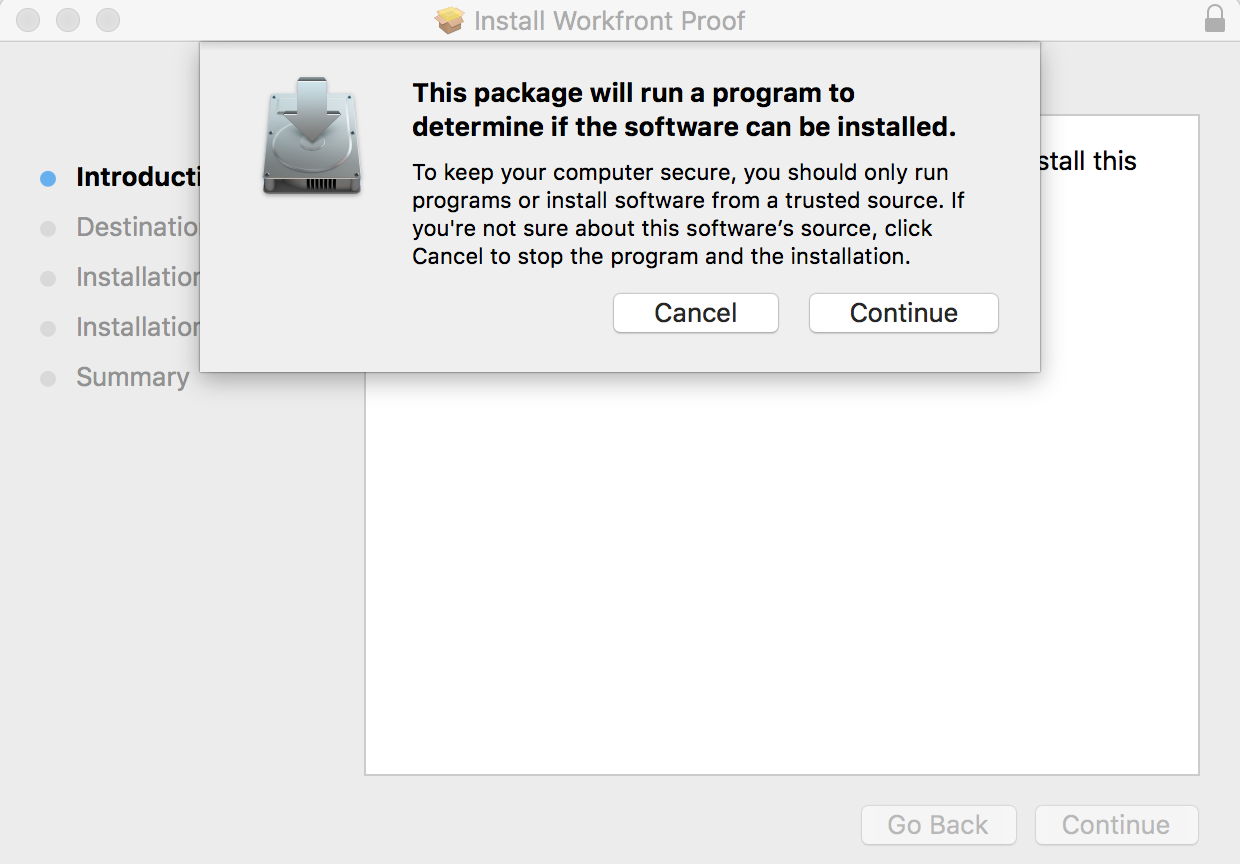 Install Workfront Proof
This package will run a program to
determine if the software can be installed.
To keep your computer secure, you should only run
programs or install software from a trusted source. If
you're not sure about this software’s source, click
Cancel to stop the program and the installation.
Cancel
Continue
stall this
Introducti
Destinatio
Installation
Installation
Summary
Go Back
Continue